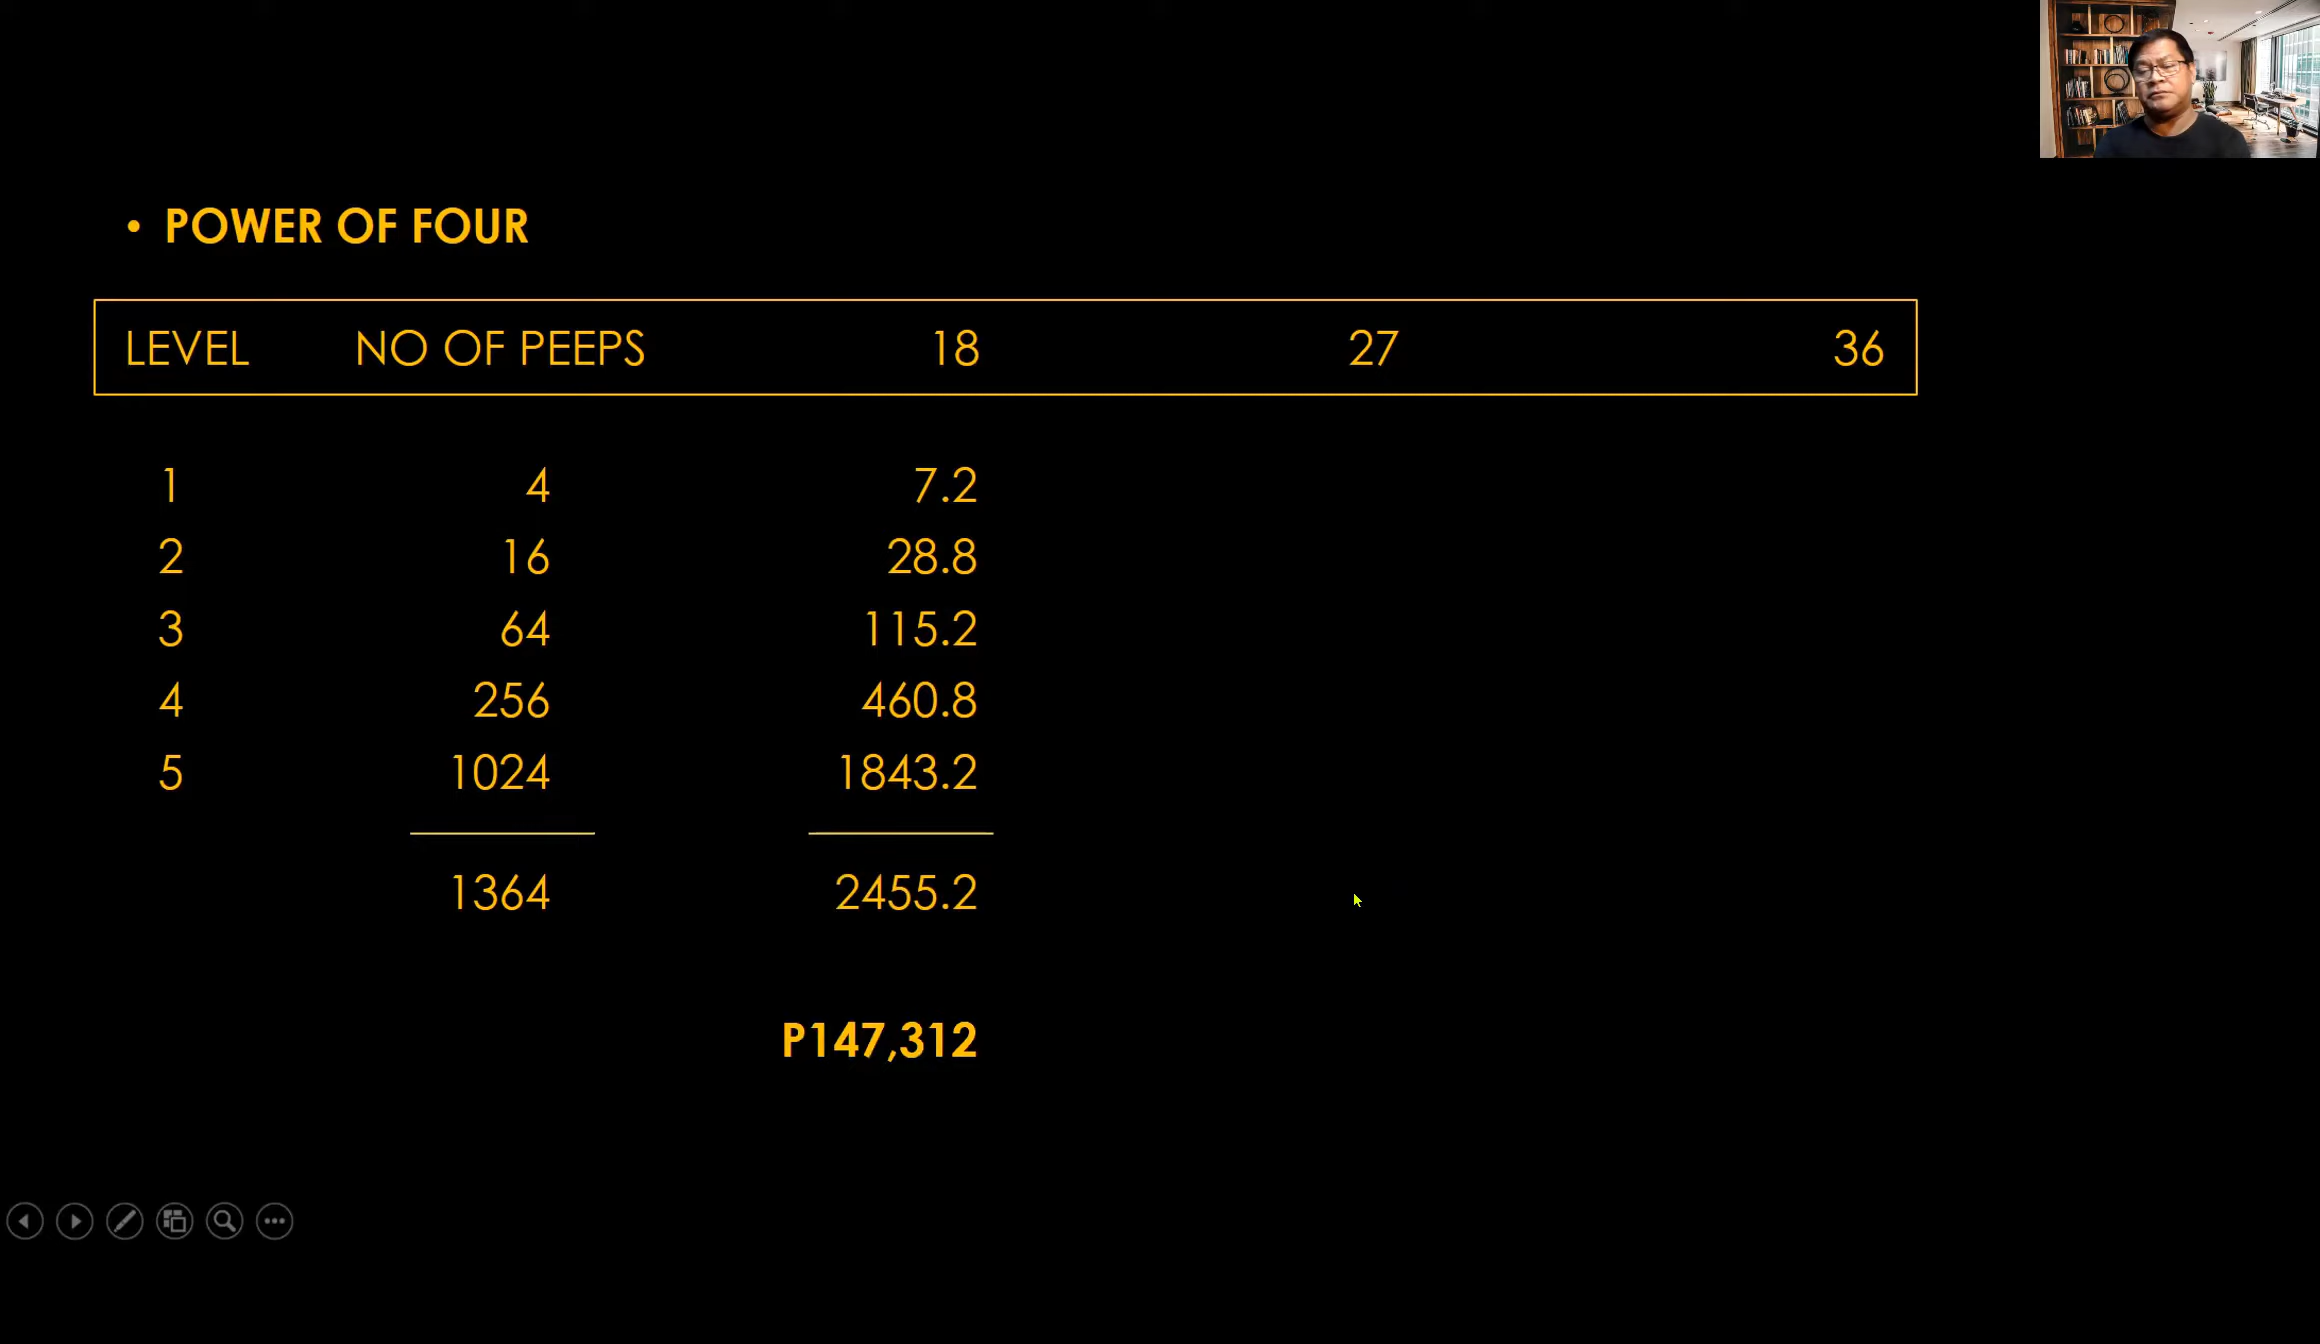 • POWER OF FOUR
LEVEL NO OF PEEPS 18 27 36
1 4 7.2
2 16 28.8
3 64 115.2
4 256 460.8
5 1024 1843.2
1364 2455.2
P147,312